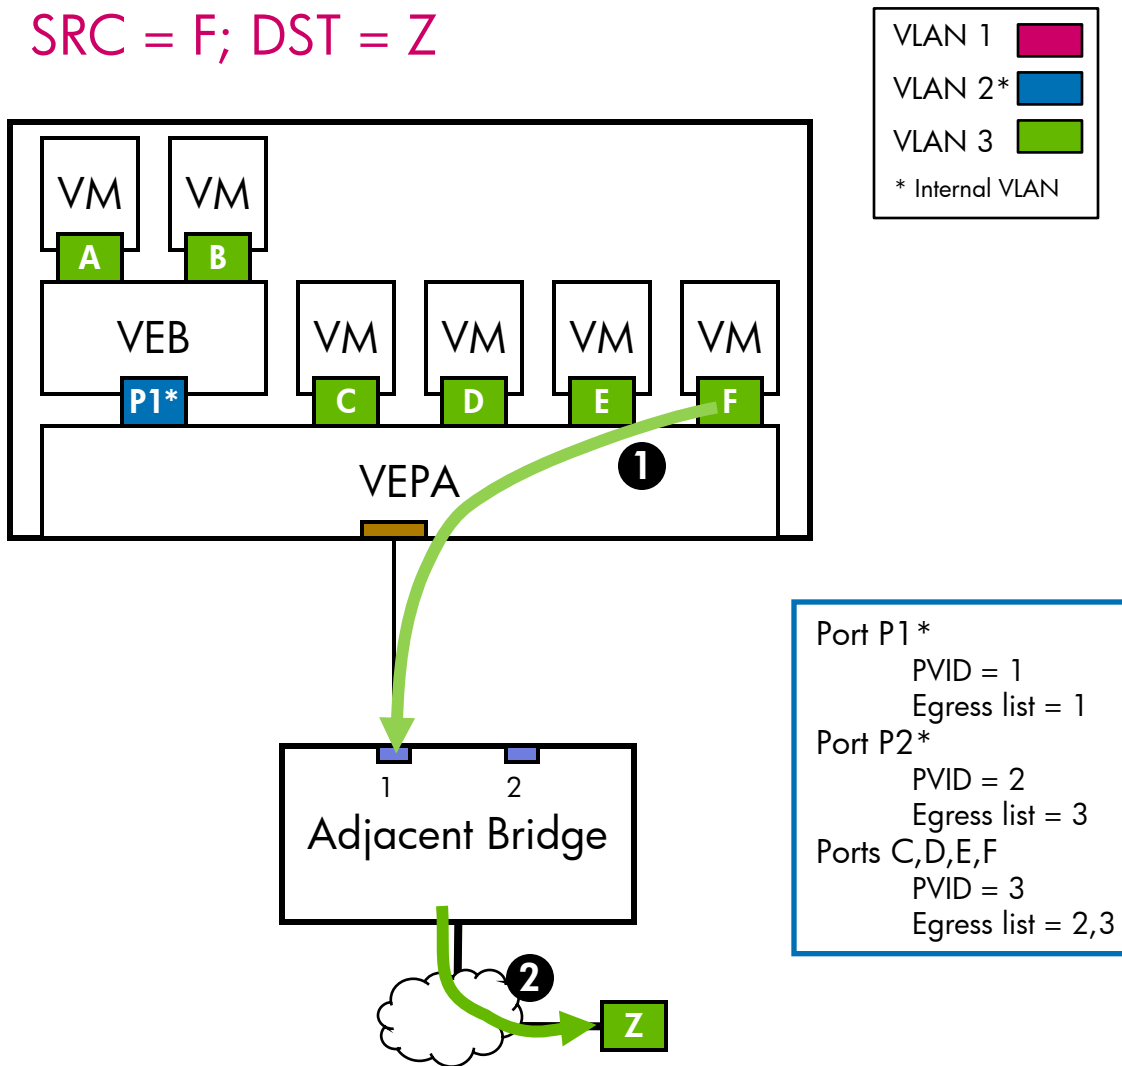 SRC = F; DST = Z
VLAN 1
VLAN 2*
VLAN 3
* Internal VLAN
VM
VM
A
B
VEB
VM
VM
VM
VM
P1*
C
D
E
F
VEPA
1
Port P1*
PVID = 1
Egress list = 1
Port P2*
PVID = 2
Egress list = 3
Ports C,D,E,F
PVID = 3
Egress list = 2,3
1
2
Adjacent Bridge
2
Z